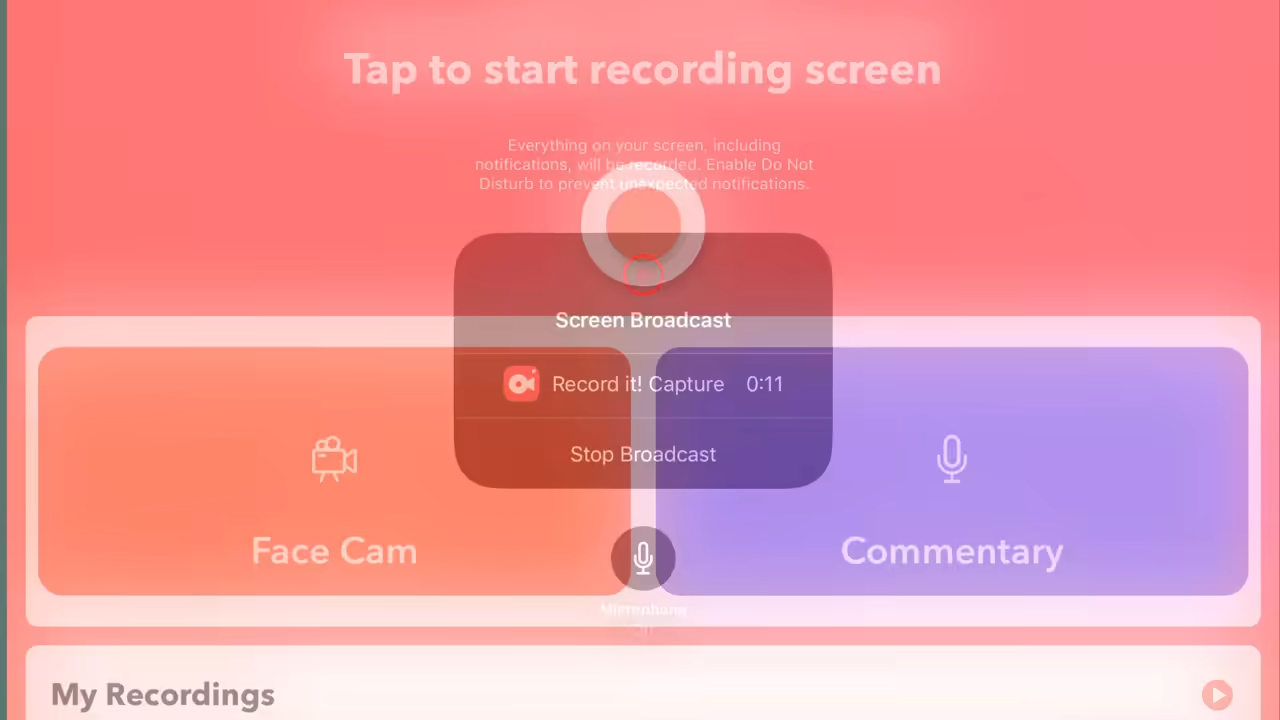 Tap to start recording screen
Everything on your screen, including
notifications, will be recorded. Enable Do Not
Disturb to prevent unexpected notifications.
Screen Broadcast
Record it! Capture 0:11
Stop Broadcast
Face Cam
Commentary
Microphone
My Recordings